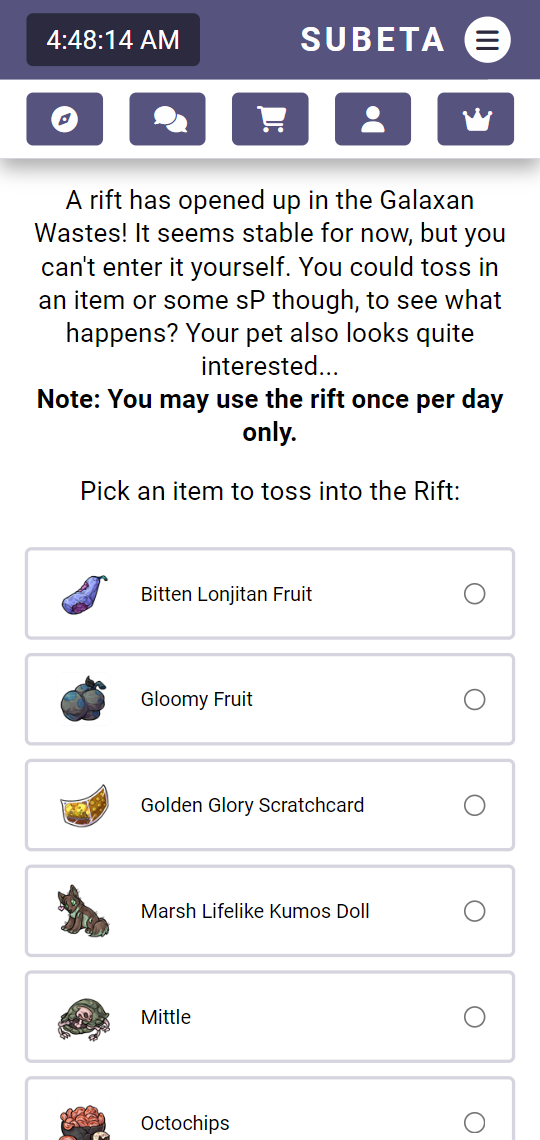 4:48:14 AM
SUBETA
A rift has opened up in the Galaxan
Wastes! It seems stable for now, but you
can't enter it yourself. You could toss in
an item or some sP though, to see what
happens? Your pet also looks quite
interested...
Note: You may use the rift once per day
only.
Pick an item to toss into the Rift:
Bitten Lonjitan Fruit
Gloomy Fruit
Golden Glory Scratchcard
Marsh Lifelike Kumos Doll
Mittle
Octochips